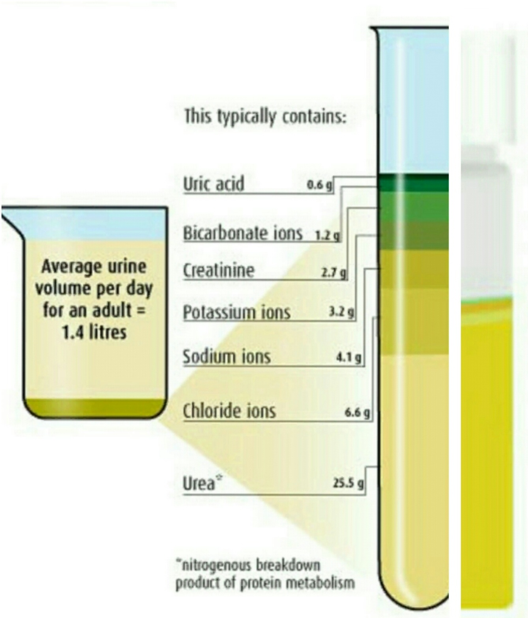 This typically contains:
Uric acid 0.6 g
Bicarbonate ions 1.2 g
Creatinine 2.7 g
Potassium ions 3.2 g
Sodium ions 4.1 g
Chloride ions 6.6 g
Urea* 25.5 g
*nitrogenous breakdown
product of protein metabolism
Average urine
volume per day
for an adult =
1.4 litres